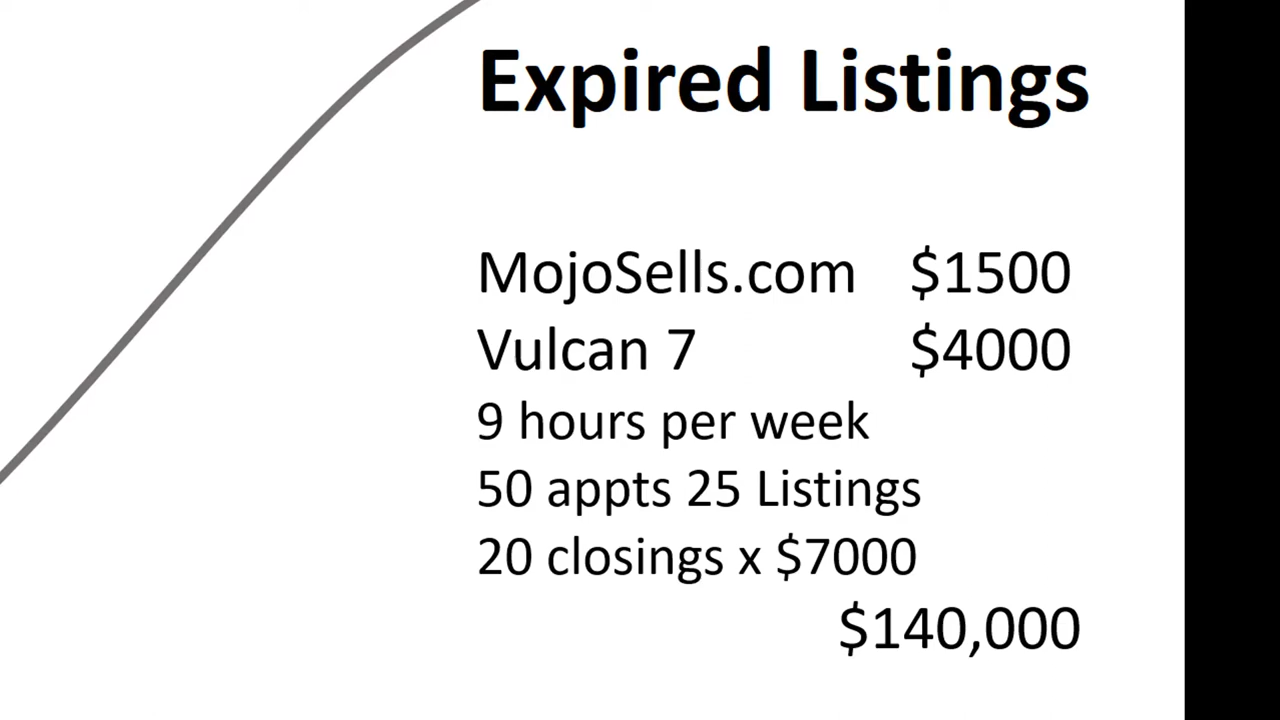 Expired Listings
MojoSells.com $1500
Vulcan 7 $4000
9 hours per week
50 appts 25 Listings
20 closings x $7000
$140,000